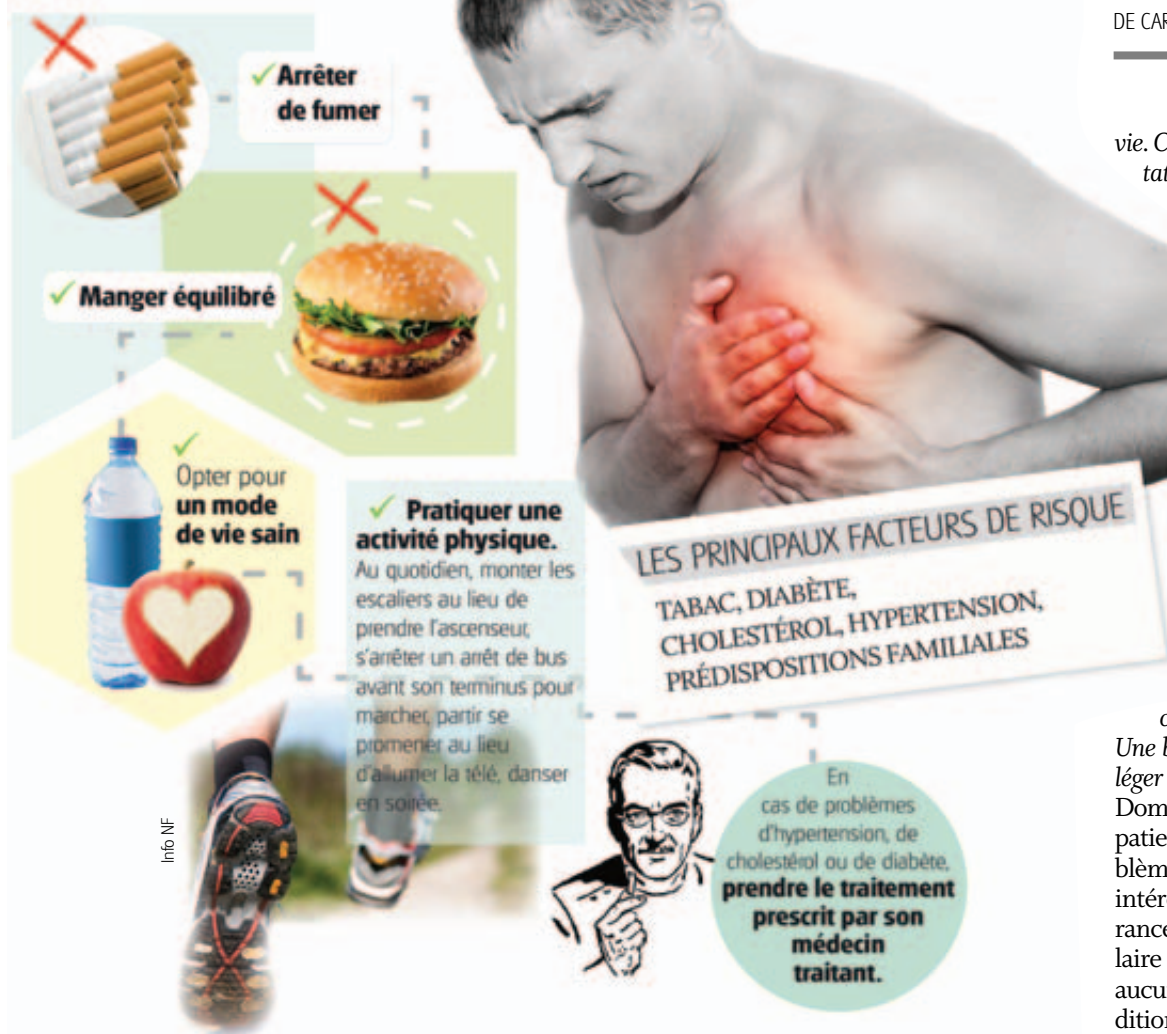 Arrêter
de fumer
Manger équilibré
Opter pour
un mode
de vie sain
Pratiquer une
activité physique.
Au quotidien, monter les
escaliers au lieu de
prendre l'ascenseur,
s'arrêter un arrêt de bus
avant son terminus pour
marcher, partir se
promener au lieu
d'allumer la télé, danser
en soirée.
LES PRINCIPAUX FACTEURS DE RISQUE
TABAC, DIABÈTE,
CHOLESTÉROL, HYPERTENSION,
PRÉDISPOSITIONS FAMILIALES
En
cas de problèmes
d'hypertension, de
cholestérol ou de diabète,
prendre le traitement
prescrit par son
médecin
traitant.
Info NF
DE CAR
vie. C
tat
Une b
léger
Dom
patie
blèm
intér
rance
laire
aucu
dition